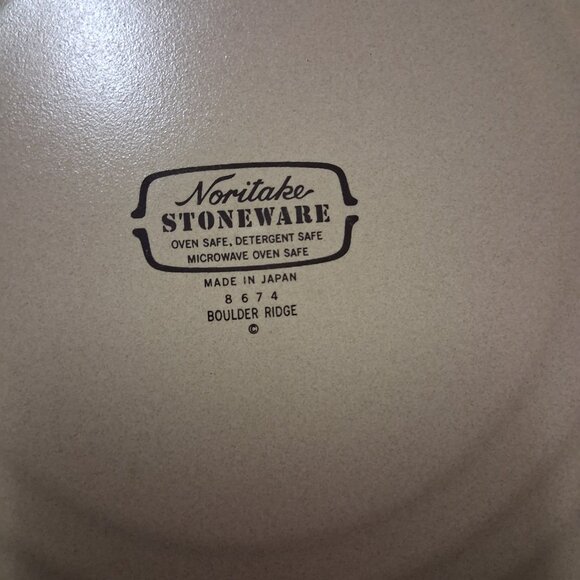 Noritake
STONEWARE
OVEN SAFE, DETERGENT SAFE
MICROWAVE OVEN SAFE
MADE IN JAPAN
8674
BOULDER RIDGE
©